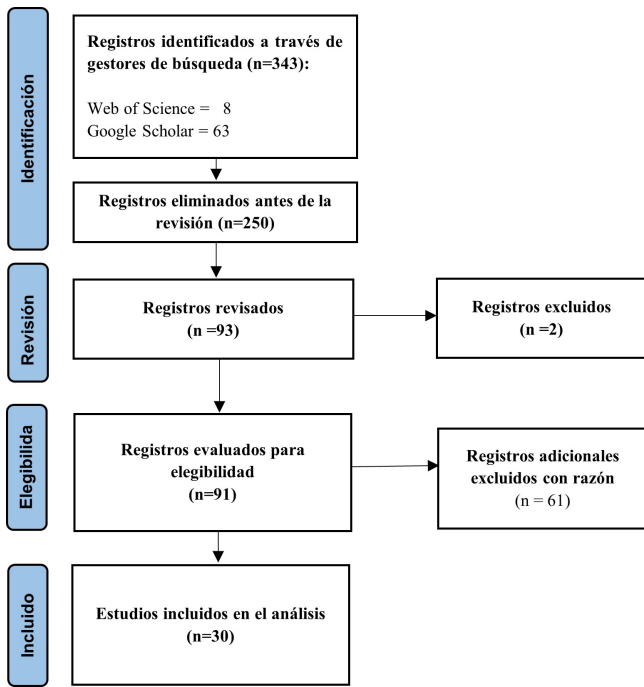 Identificación
Registros identificados a través de
gestores de búsqueda (n=343):
Web of Science = 8
Google Scholar = 63
Registros eliminados antes de la
revisión (n=250)
Revisión
Registros revisados
(n =93)
Registros excluidos
(n =2)
Elegibilida
Registros evaluados para
elegibilidad
(n=91)
Registros adicionales
excluidos con razón
(n = 61)
Incluido
Estudios incluidos en el análisis
(n=30)